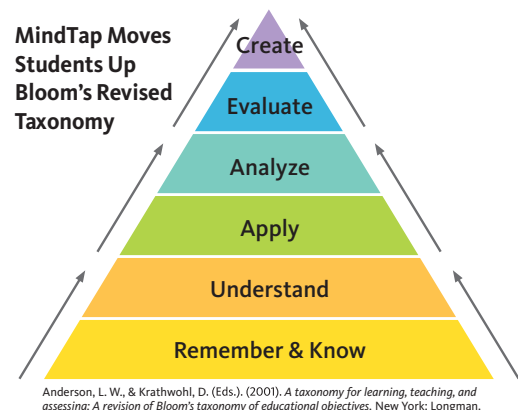 MindTap Moves
Students Up
Bloom’s Revised
Taxonomy
Create
Evaluate
Analyze
Apply
Understand
Remember & Know
Anderson, L. W., & Krathwohl, D. (Eds.). (2001). A taxonomy for learning, teaching, and
assessing: A revision of Bloom’s taxonomy of educational objectives. New York: Longman.